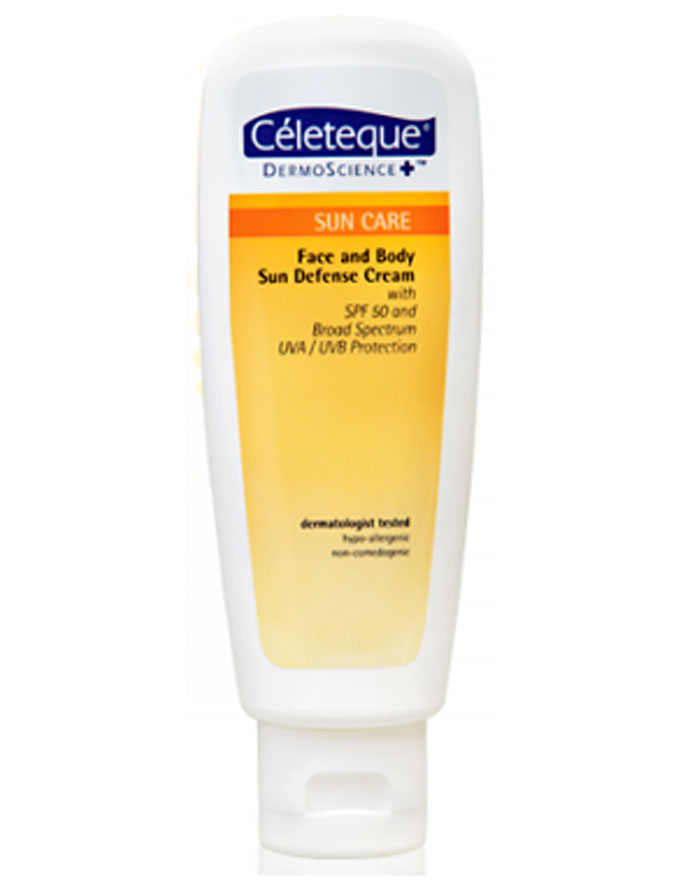 Céleteque®
DERMOSCIENCE+™
SUN CARE
Face and Body
Sun Defense Cream
with
SPF 50 and
Broad Spectrum
UVA / UVB Protection
dermatologist tested
hypo-allergenic
non-comedogenic